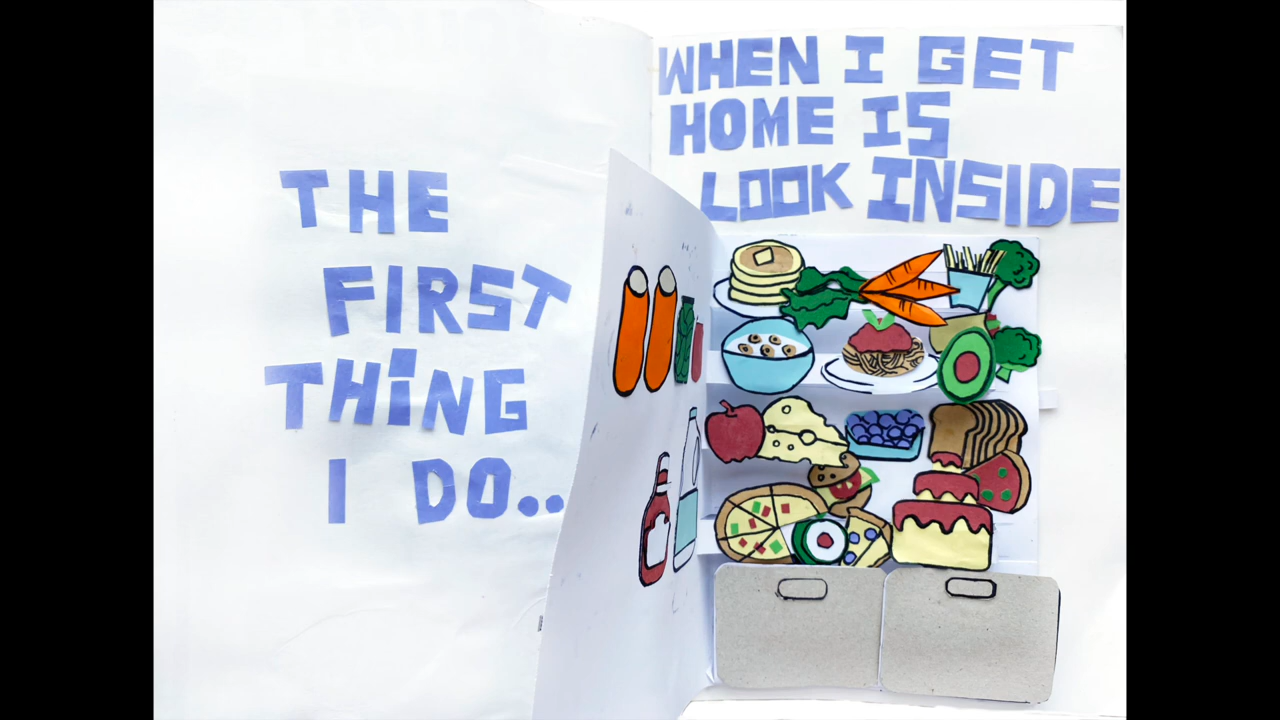 THE
FIRST
THiNG
I DO..
WHEN I GET
HOME IS
LOOK INSIDE